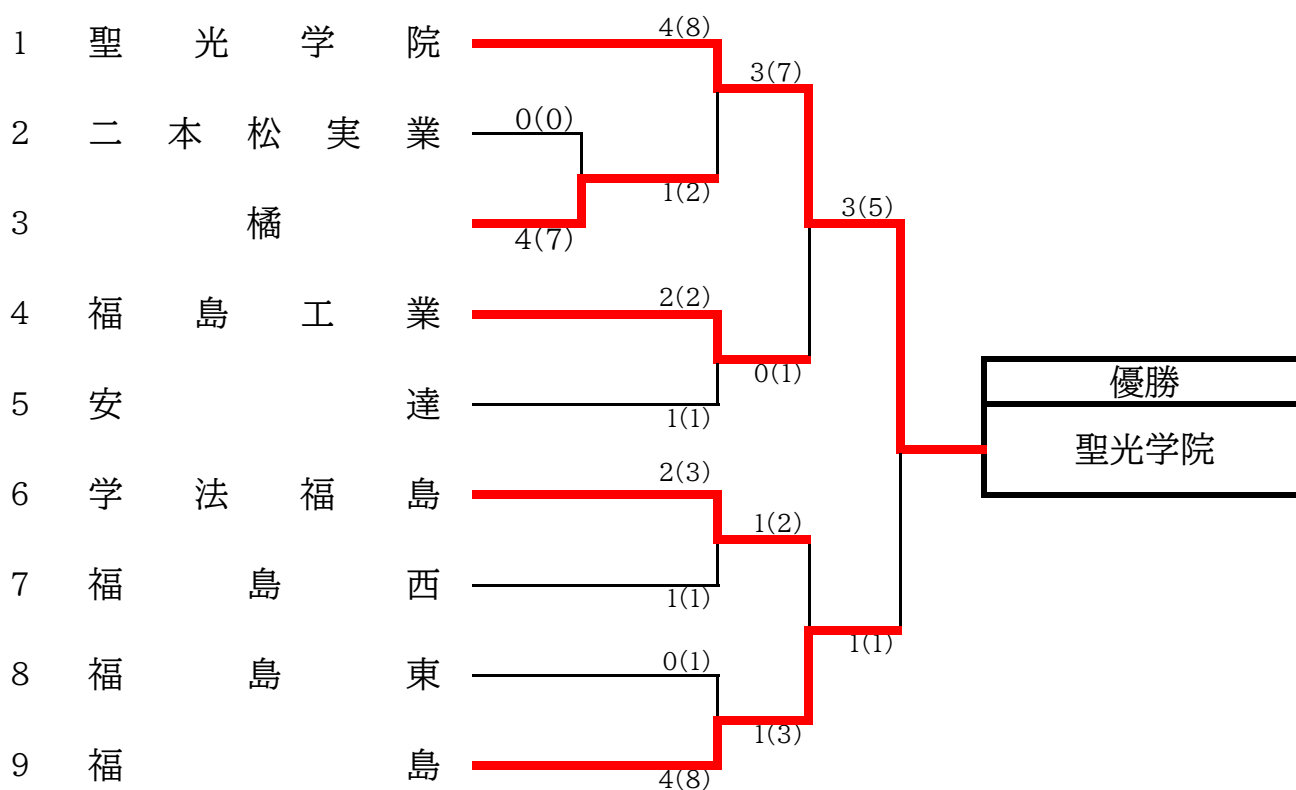 4(8)
1 聖光学院
3(7)
0(0)
2 二本松実業
1(2)
3(5)
3 橘
4(7)
2(2)
4 福島工業
0(1)
優勝
5 安達
1(1)
聖光学院
2(3)
6 学法福島
1(2)
7 福島西
1(1)
1(1)
0(1)
8 福島東
1(3)
9 福島
4(8)